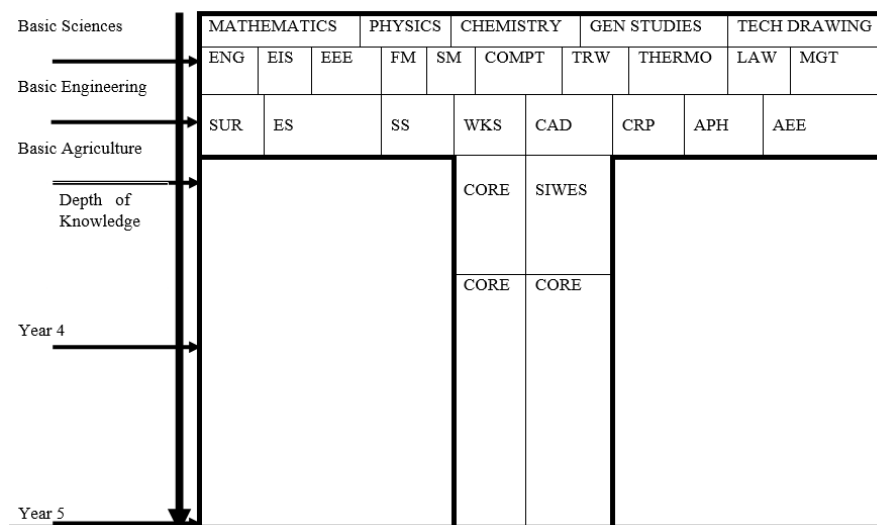 Basic Sciences
MATHEMATICS PHYSICS CHEMISTRY GEN STUDIES TECH DRAWING
ENG EIS EEE FM SM COMPT TRW THERMO LAW MGT
Basic Engineering
SUR ES SS WKS CAD CRP APH AEE
Basic Agriculture
CORE SIWES
Depth of
Knowledge
CORE CORE
Year 4
Year 5